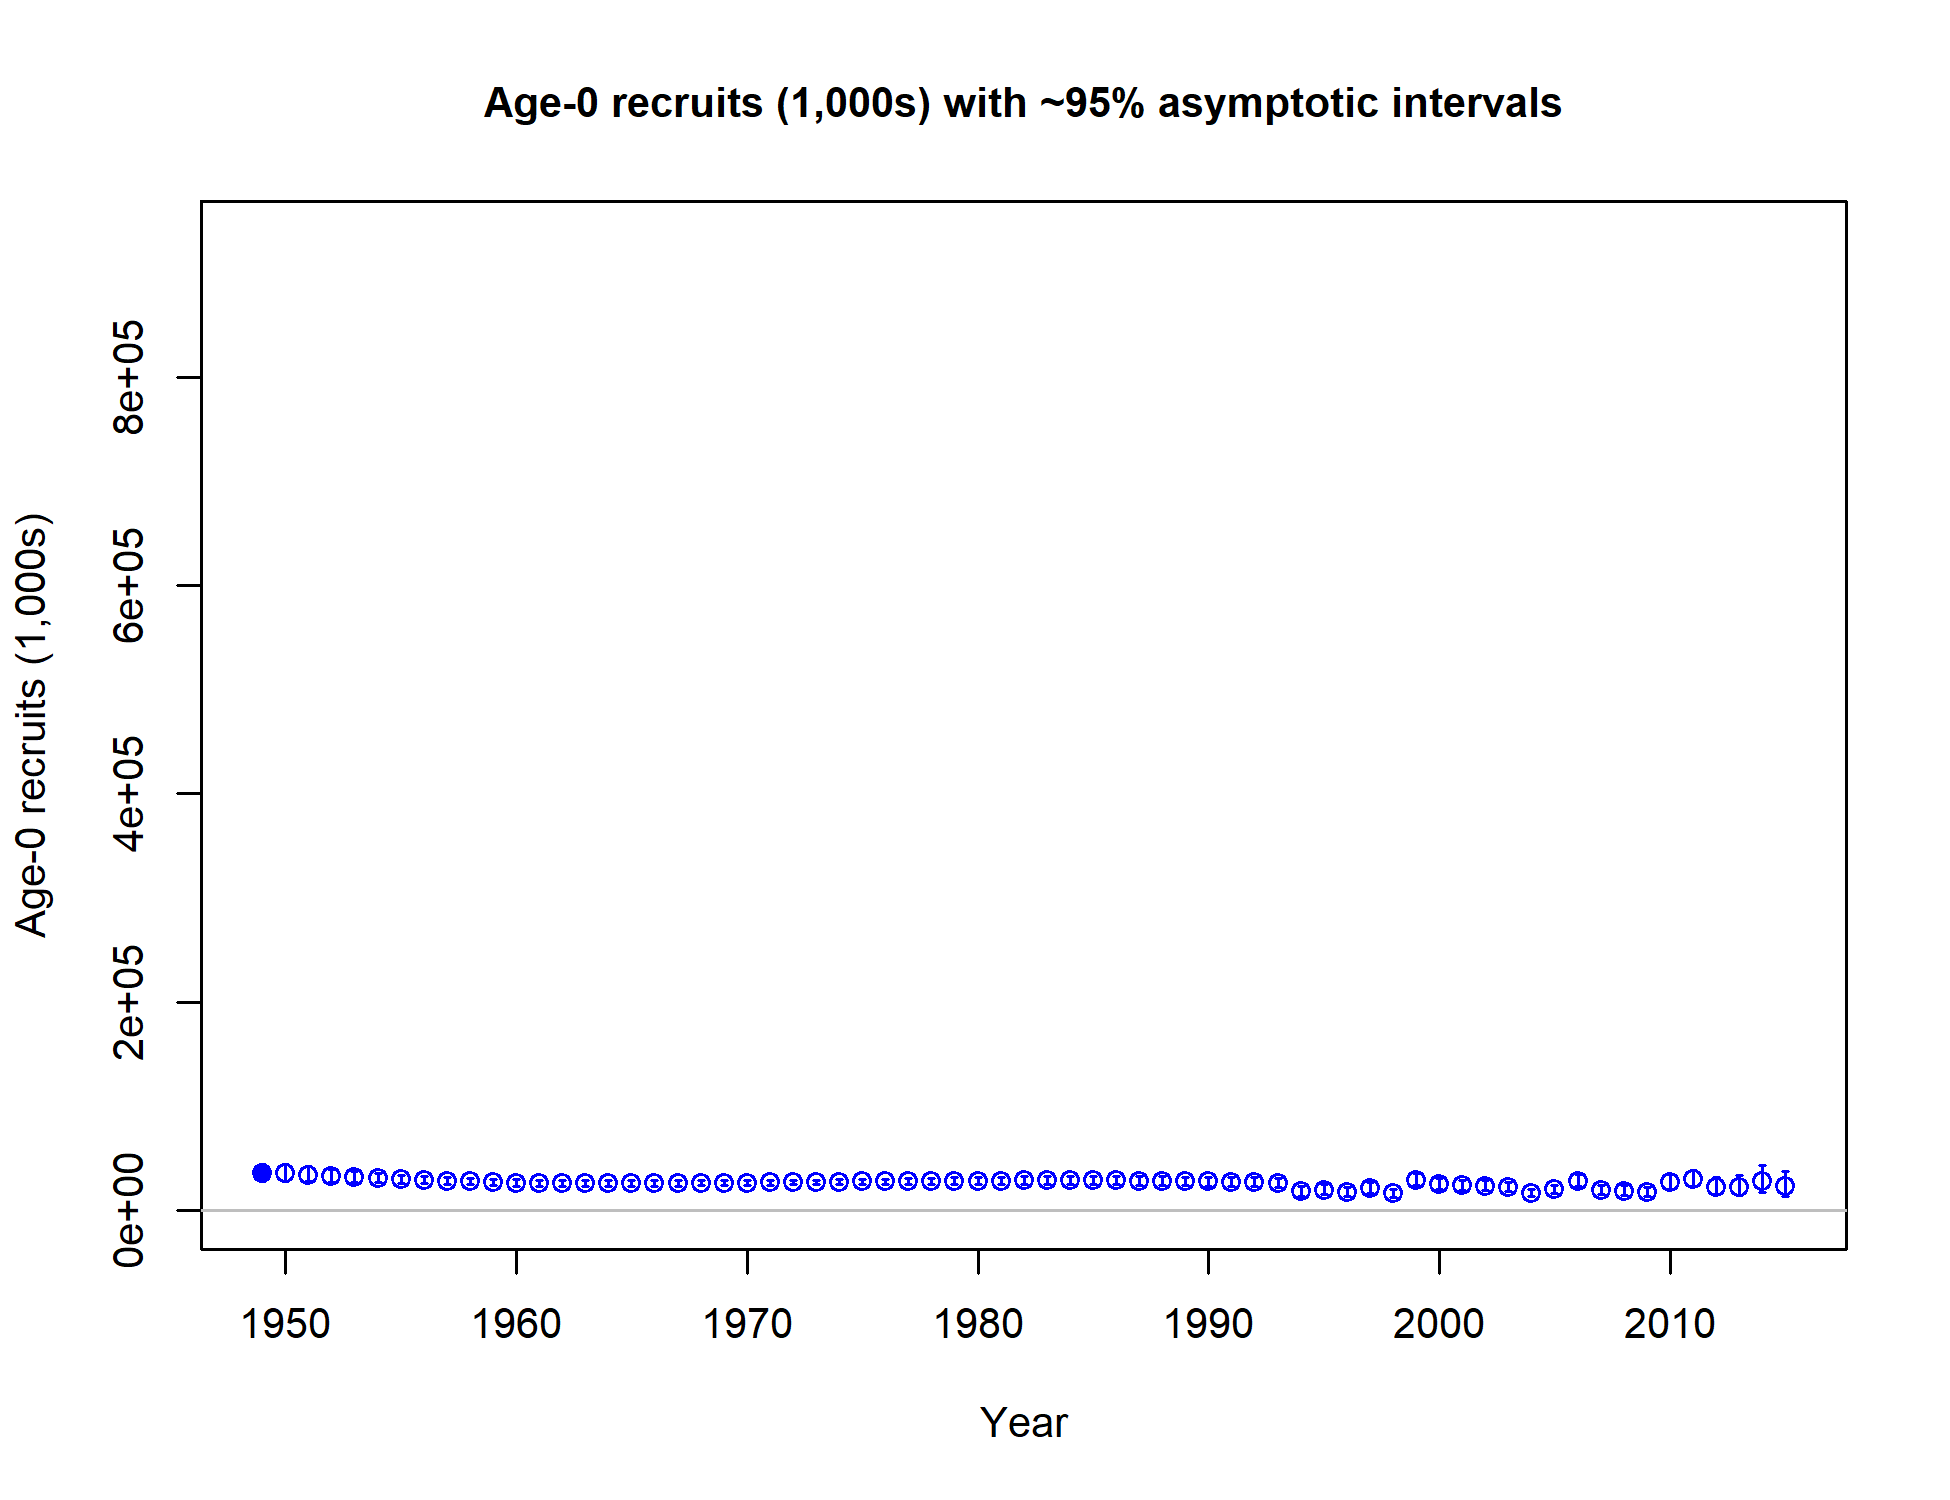 Age-0 recruits (1,000s) with ~95% asymptotic intervals
Age-0 recruits (1,000s)
8e+05
6e+05
4e+05
2e+05
0e+00
1950 1960 1970 1980 1990 2000 2010
Year